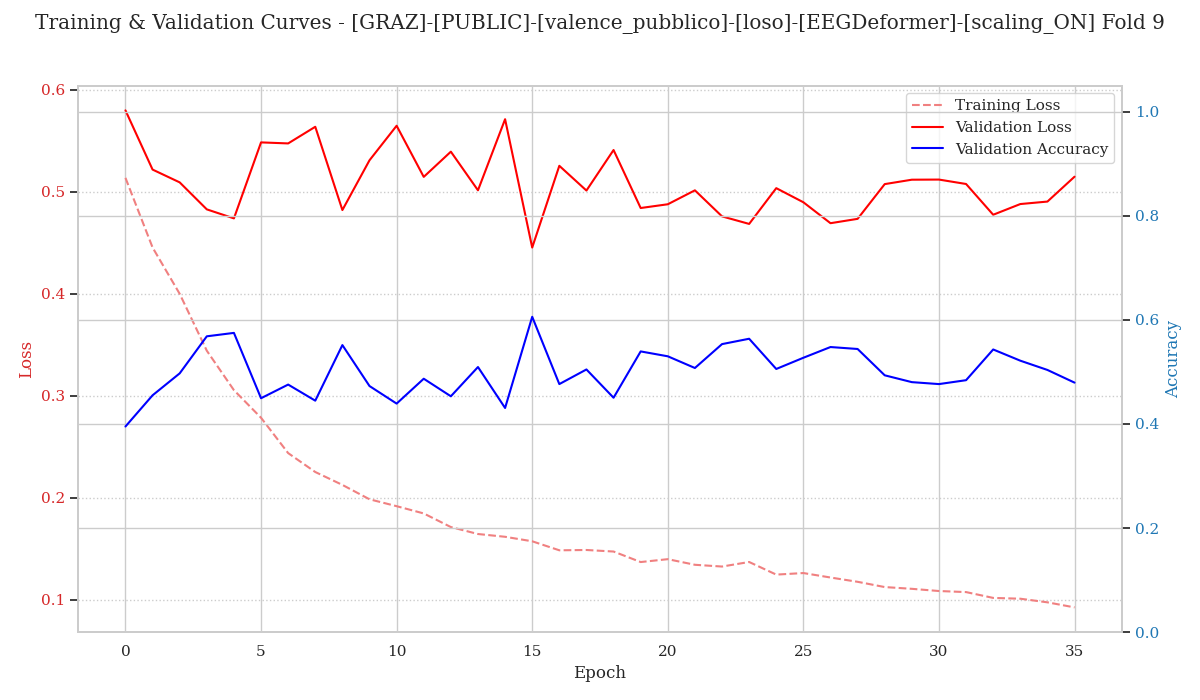 Training & Validation Curves - [GRAZ]-[PUBLIC]-[valence_pubblico]-[loso]-[EEGDeformer]-[scaling_ON] Fold 9
Training Loss
Validation Loss
Validation Accuracy
0.6
0.5
0.4
0.3
0.2
0.1
Loss
1.0
0.8
0.6
0.4
0.2
0.0
Accuracy
0 5 10 15 20 25 30 35
Epoch